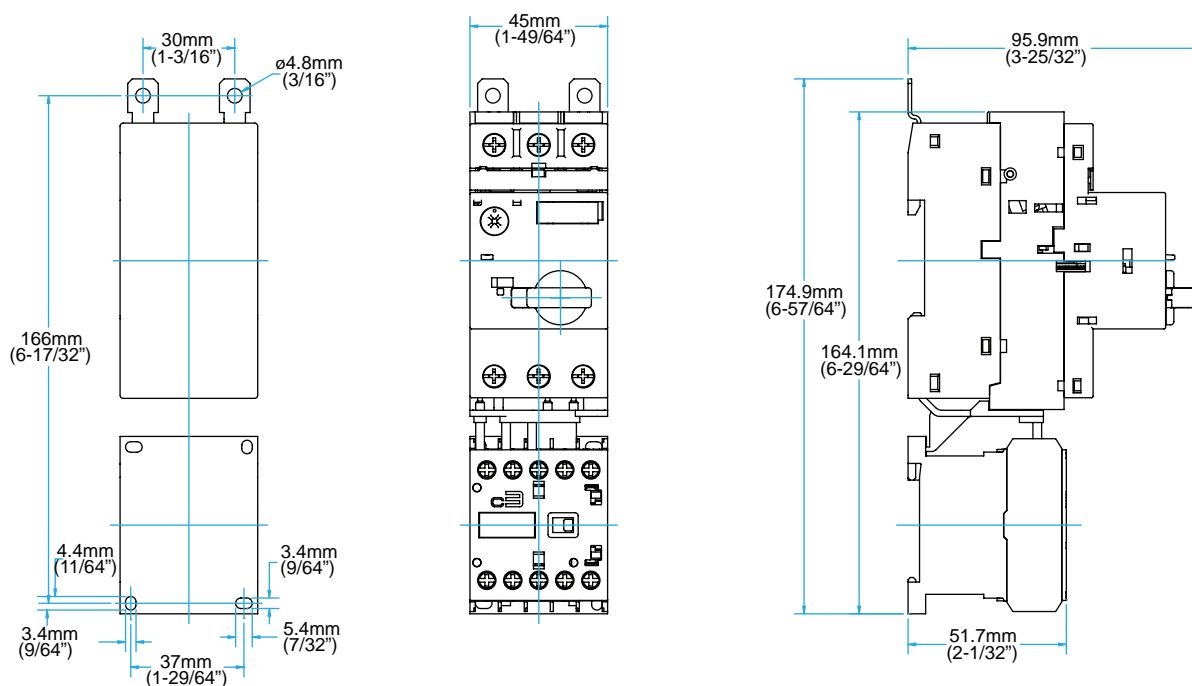 30mm
(1-3/16”)
ø4.8mm
(3/16”)
166mm
(6-17/32”)
4.4mm
(11/64”)
3.4mm
(9/64”)
3.4mm
(9/64”)
5.4mm
(7/32”)
37mm
(1-29/64”)
45mm
(1-49/64”)
c3
95.9mm
(3-25/32”)
174.9mm
(6-57/64”)
164.1mm
(6-29/64”)
51.7mm
(2-1/32”)